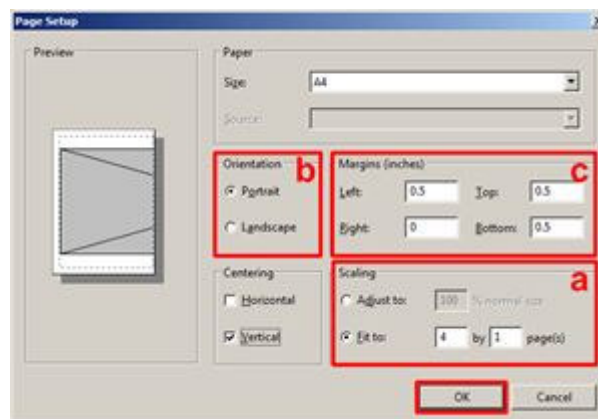 Page Setup
Preview
Paper
Size: A4
Source:
Orientation b
Portrait
Landscape
Margins (inches) c
Left: 0.5 Top: 0.5
Right: 0 Bottom: 0.5
Centering
Horizontal
Vertical
Scaling a
Adjust to: 100 % normal size
Fit to: 4 by 1 page(s)
OK Cancel